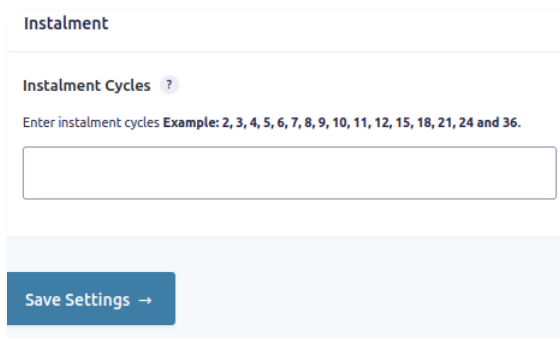 Instalment
Instalment Cycles ?
Enter instalment cycles Example: 2, 3, 4, 5, 6, 7, 8, 9, 10, 11, 12, 15, 18, 21, 24 and 36.
Save Settings →